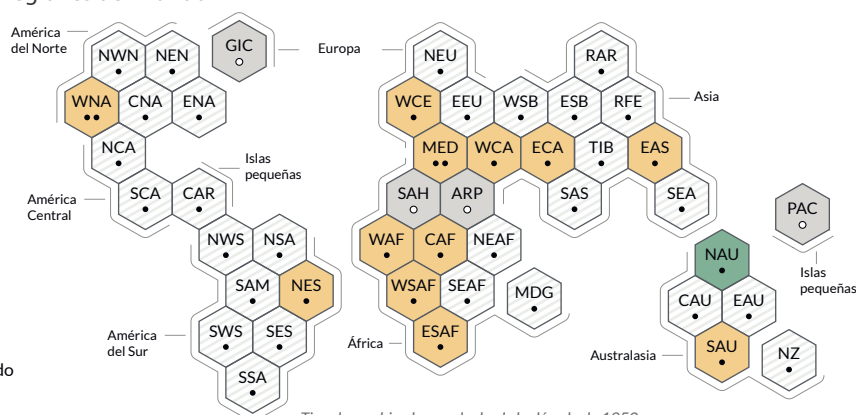 América
del Norte
GIC
Europa
NWN
NEN
NEU
RAR
WNA
CNA
ENA
WCE
EEU
WSB
ESB
RFE
Asia
NCA
MED
WCA
ECA
TIB
EAS
Islas
pequeñas
América
Central
SCA
CAR
SAH
ARP
SAS
SEA
PAC
NWS
NSA
WAF
CAF
NEAF
NAU
Islas
pequeñas
SAM
NES
WSAF
SEAF
MDG
CAU
EAU
América
del Sur
SWS
SES
África
ESAF
Australasia
SAU
NZ
do
SSA